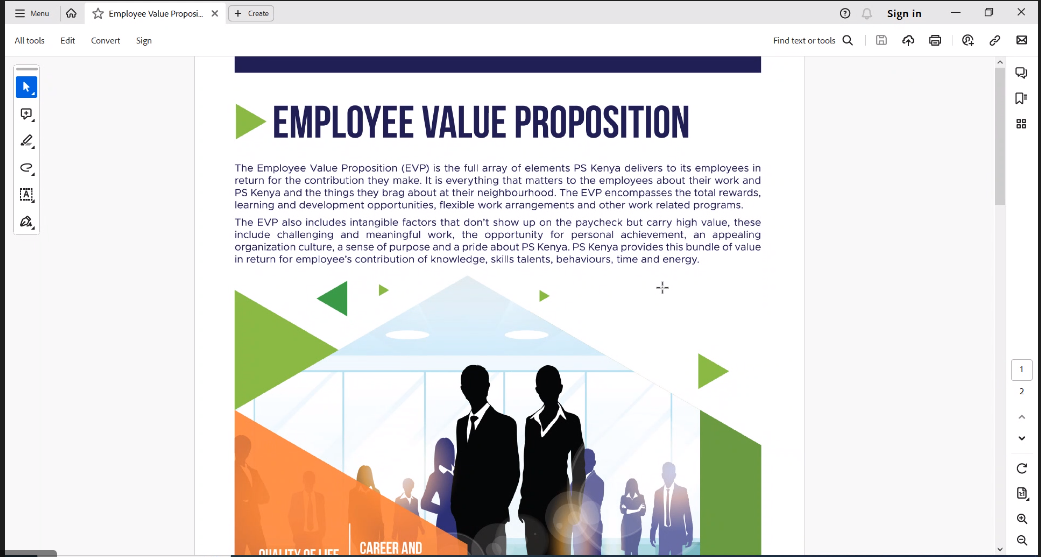 Menu
Employee Value Proposi...
Create
Sign in
All tools
Edit
Convert
Sign
Find text or tools
EMPLOYEE VALUE PROPOSITION
The Employee Value Proposition (EVP) is the full array of elements PS Kenya delivers to its employees in
return for the contribution they make. It is everything that matters to the employees about their work and
PS Kenya and the things they brag about at their neighbourhood. The EVP encompasses the total rewards,
learning and development opportunities, flexible work arrangements and other work related programs.
The EVP also includes intangible factors that don't show up on the paycheck but carry high value, these
include challenging and meaningful work, the opportunity for personal achievement, an appealing
organization culture, a sense of purpose and a pride about PS Kenya. PS Kenya provides this bundle of value
in return for employee's contribution of knowledge, skills talents, behaviours, time and energy.
1
2
QUALITY OF LIFE
CAREER AND